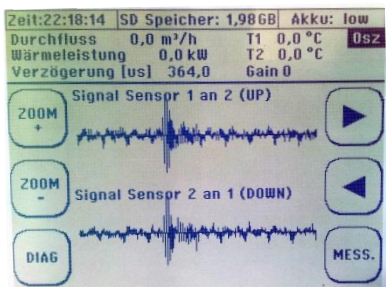 Zeit:22:18:14 SD Speicher: 1,98GB Akku: low
Durchfluss 0,0 m³/h T1 0,0 °C Osz
Wärmeleistung 0,0 kW T2 0,0 °C
Verzögerung [us] 364,0 Gain 0
Signal Sensor 1 an 2 (UP)
ZOOM
+
ZOOM
-
Signal Sensor 2 an 1 (DOWN)
DIAG
MESS.